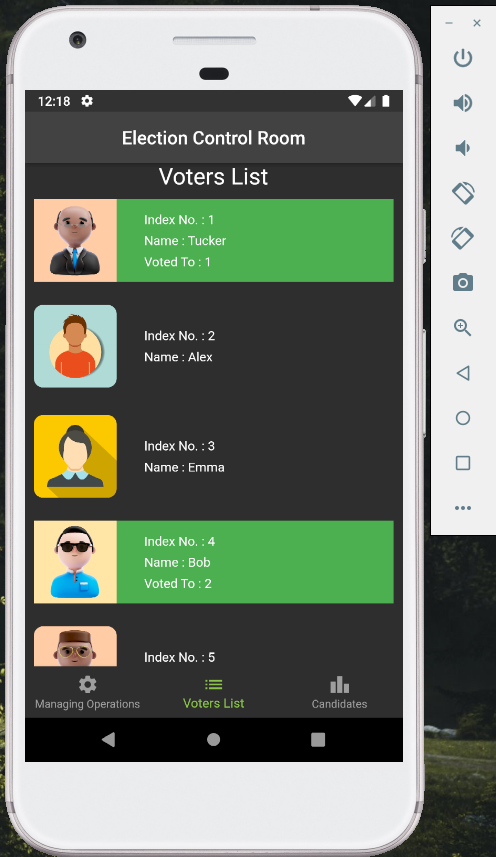 12:18
Election Control Room
Voters List
Index No. : 1
Name : Tucker
Voted To : 1
Index No. : 2
Name : Alex
Index No. : 3
Name : Emma
Index No. : 4
Name : Bob
Voted To : 2
Index No. : 5
Managing Operations
Voters List
Candidates